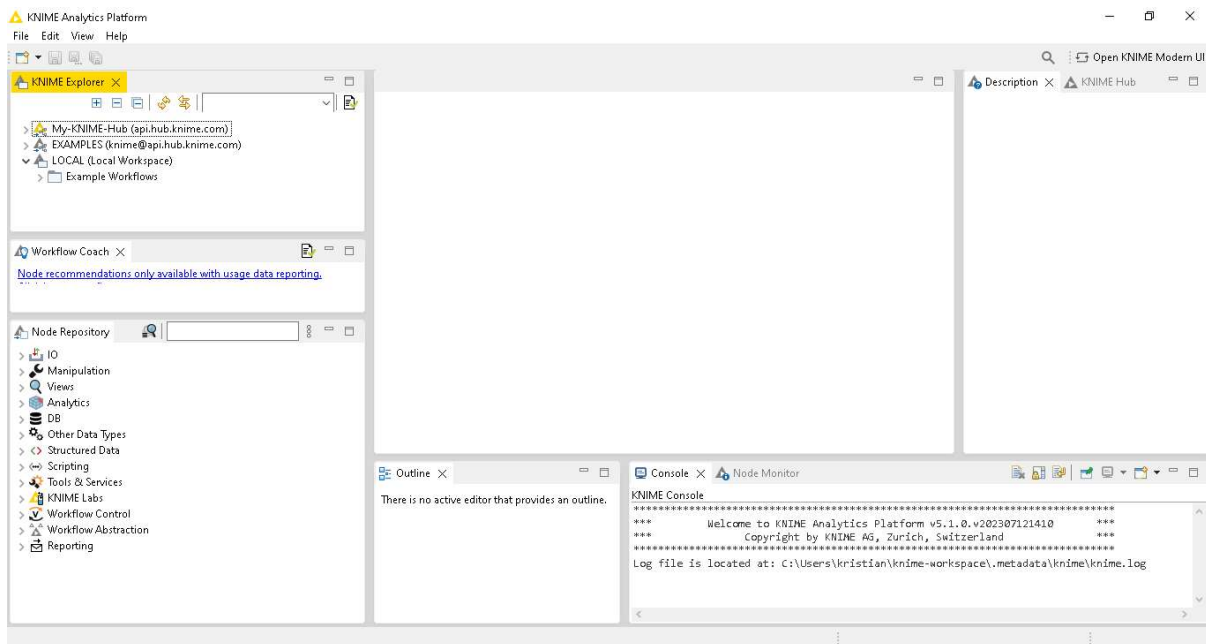 KNIME Analytics Platform
File Edit View Help
Open KNIME Modern UI
KNIME Explorer
My-KNIME-Hub (api.hub.knime.com)
EXAMPLES (knime@api.hub.knime.com)
LOCAL (Local Workspace)
Example Workflows
Workflow Coach
Node recommendations only available with usage data reporting.
Node Repository
IO
Manipulation
Views
Analytics
DB
Other Data Types
Structured Data
Scripting
Tools & Services
KNIME Labs
Workflow Control
Workflow Abstraction
Reporting
Outline
There is no active editor that provides an outline.
Description KNIME Hub
Console Node Monitor
KNIME Console
********************************************************************************
*** Welcome to KNIME Analytics Platform v5.1.0.v202307121410 ***
*** Copyright by KNIME AG, Zurich, Switzerland ***
********************************************************************************
Log file is located at: C:\Users\kristian\knime-workspace\.metadata\knime\knime.log